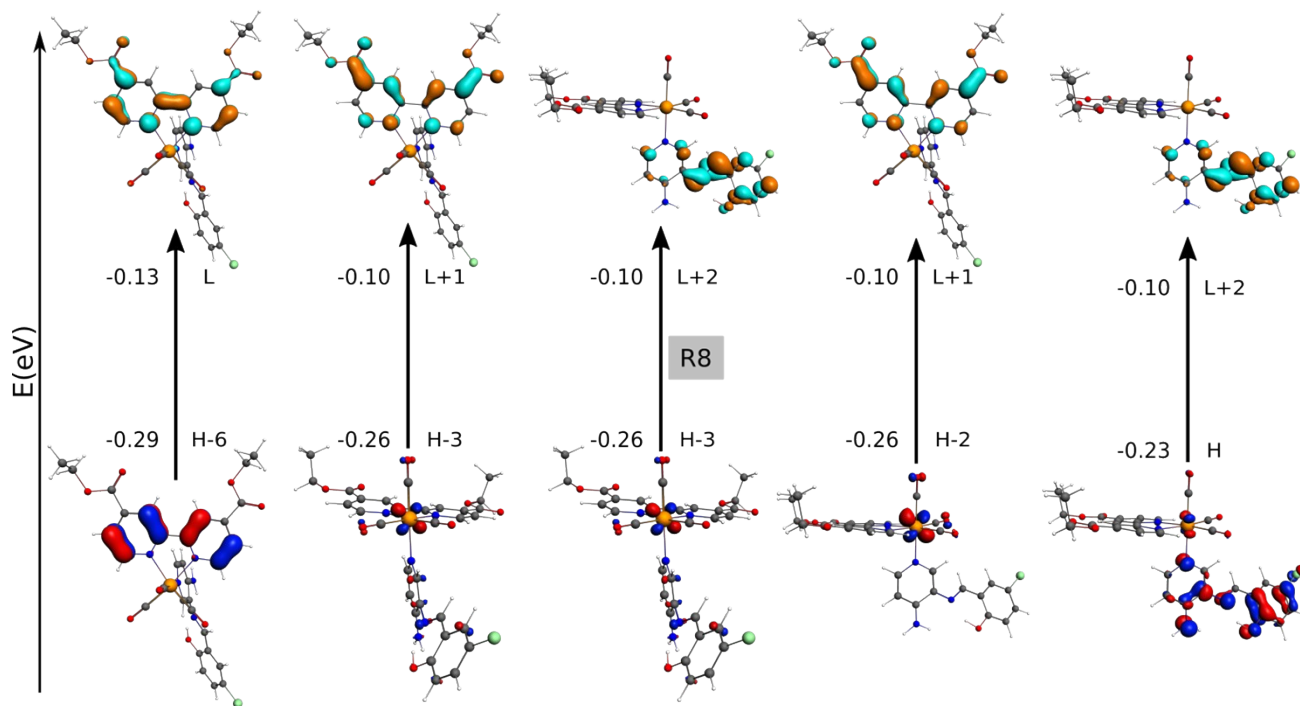 E(eV)
-0.13 L
-0.10 L+1
-0.10 L+2
-0.10 L+1
-0.10 L+2
R8
-0.29 H-6
-0.26 H-3
-0.26 H-3
-0.26 H-2
-0.23 H